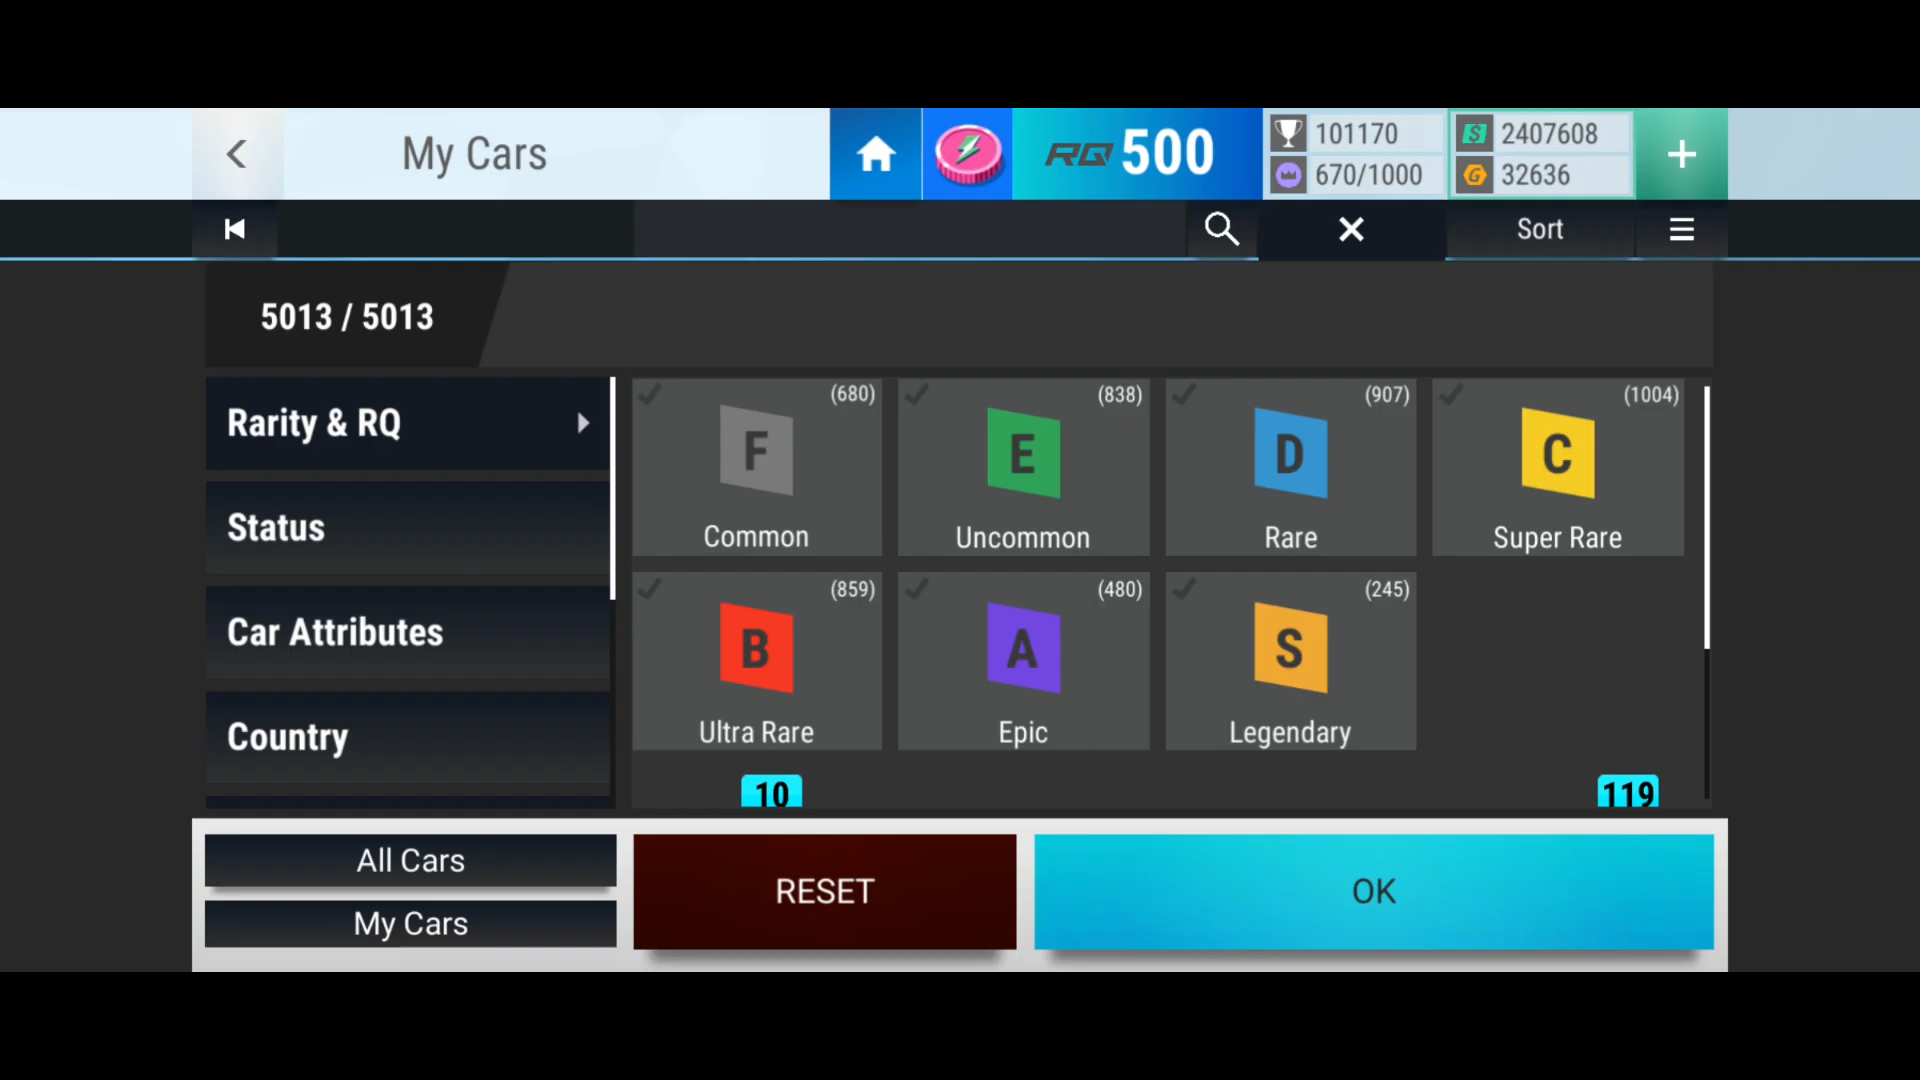 My Cars
RQ 500
101170
670/1000
S 2407608
G 32636
Sort
5013 / 5013
Rarity & RQ
Status
Car Attributes
Country
(680)
F
Common
(838)
E
Uncommon
(907)
D
Rare
(1004)
C
Super Rare
(859)
B
Ultra Rare
(480)
A
Epic
(245)
S
Legendary
10
119
All Cars
My Cars
RESET
OK